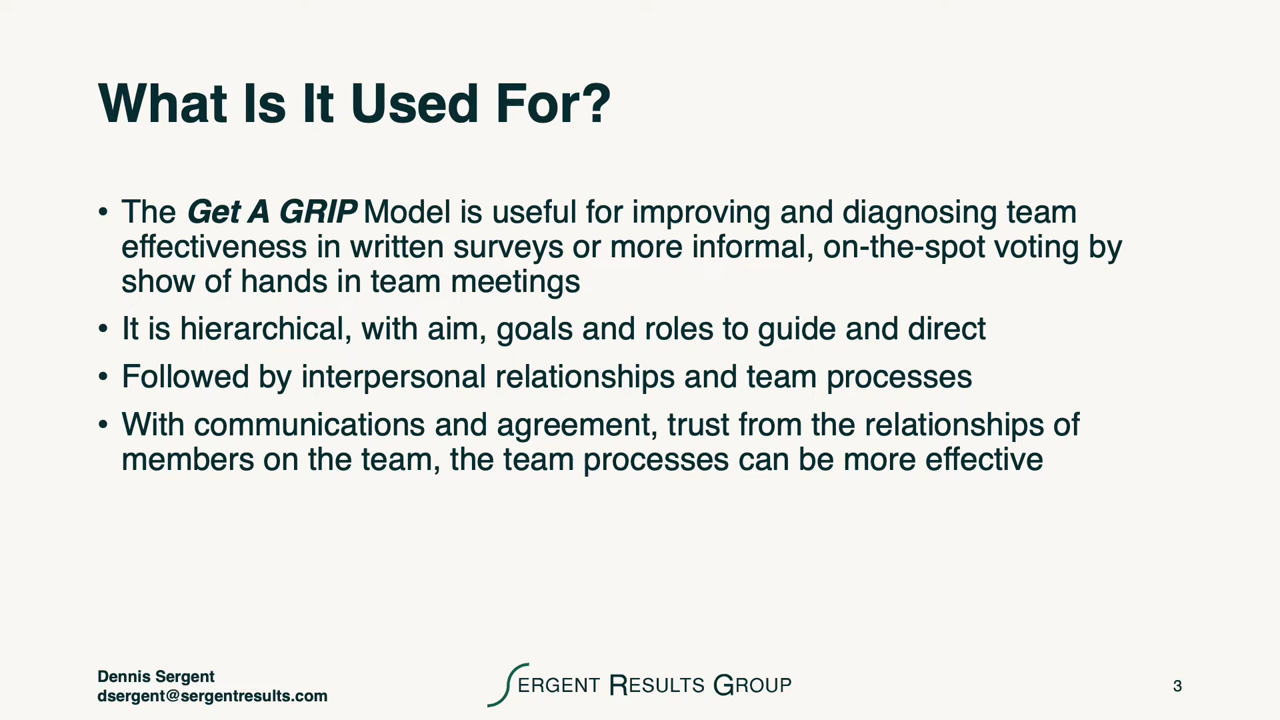 What Is It Used For?
• The Get A GRIP Model is useful for improving and diagnosing team
effectiveness in written surveys or more informal, on-the-spot voting by
show of hands in team meetings
• It is hierarchical, with aim, goals and roles to guide and direct
• Followed by interpersonal relationships and team processes
• With communications and agreement, trust from the relationships of
members on the team, the team processes can be more effective
Dennis Sergent
dsergent@sergentresults.com
SERGENT RESULTS GROUP
3